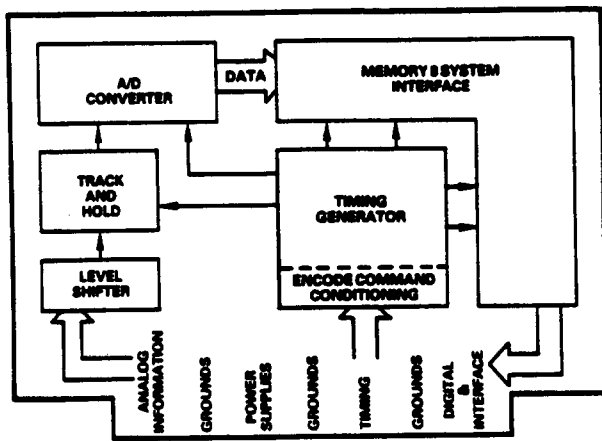 A/D
CONVERTER
DATA
MEMORY 8 SYSTEM
INTERFACE
TRACK
AND
HOLD
TIMING
GENERATOR
LEVEL
SHIFTER
ENCODE COMMAND
CONDITIONING
ANALOG
INFORMATION
GROUNDS
POWER
SUPPLIES
GROUNDS
TIMING
GROUNDS
DIGITAL
&
INTERFACE